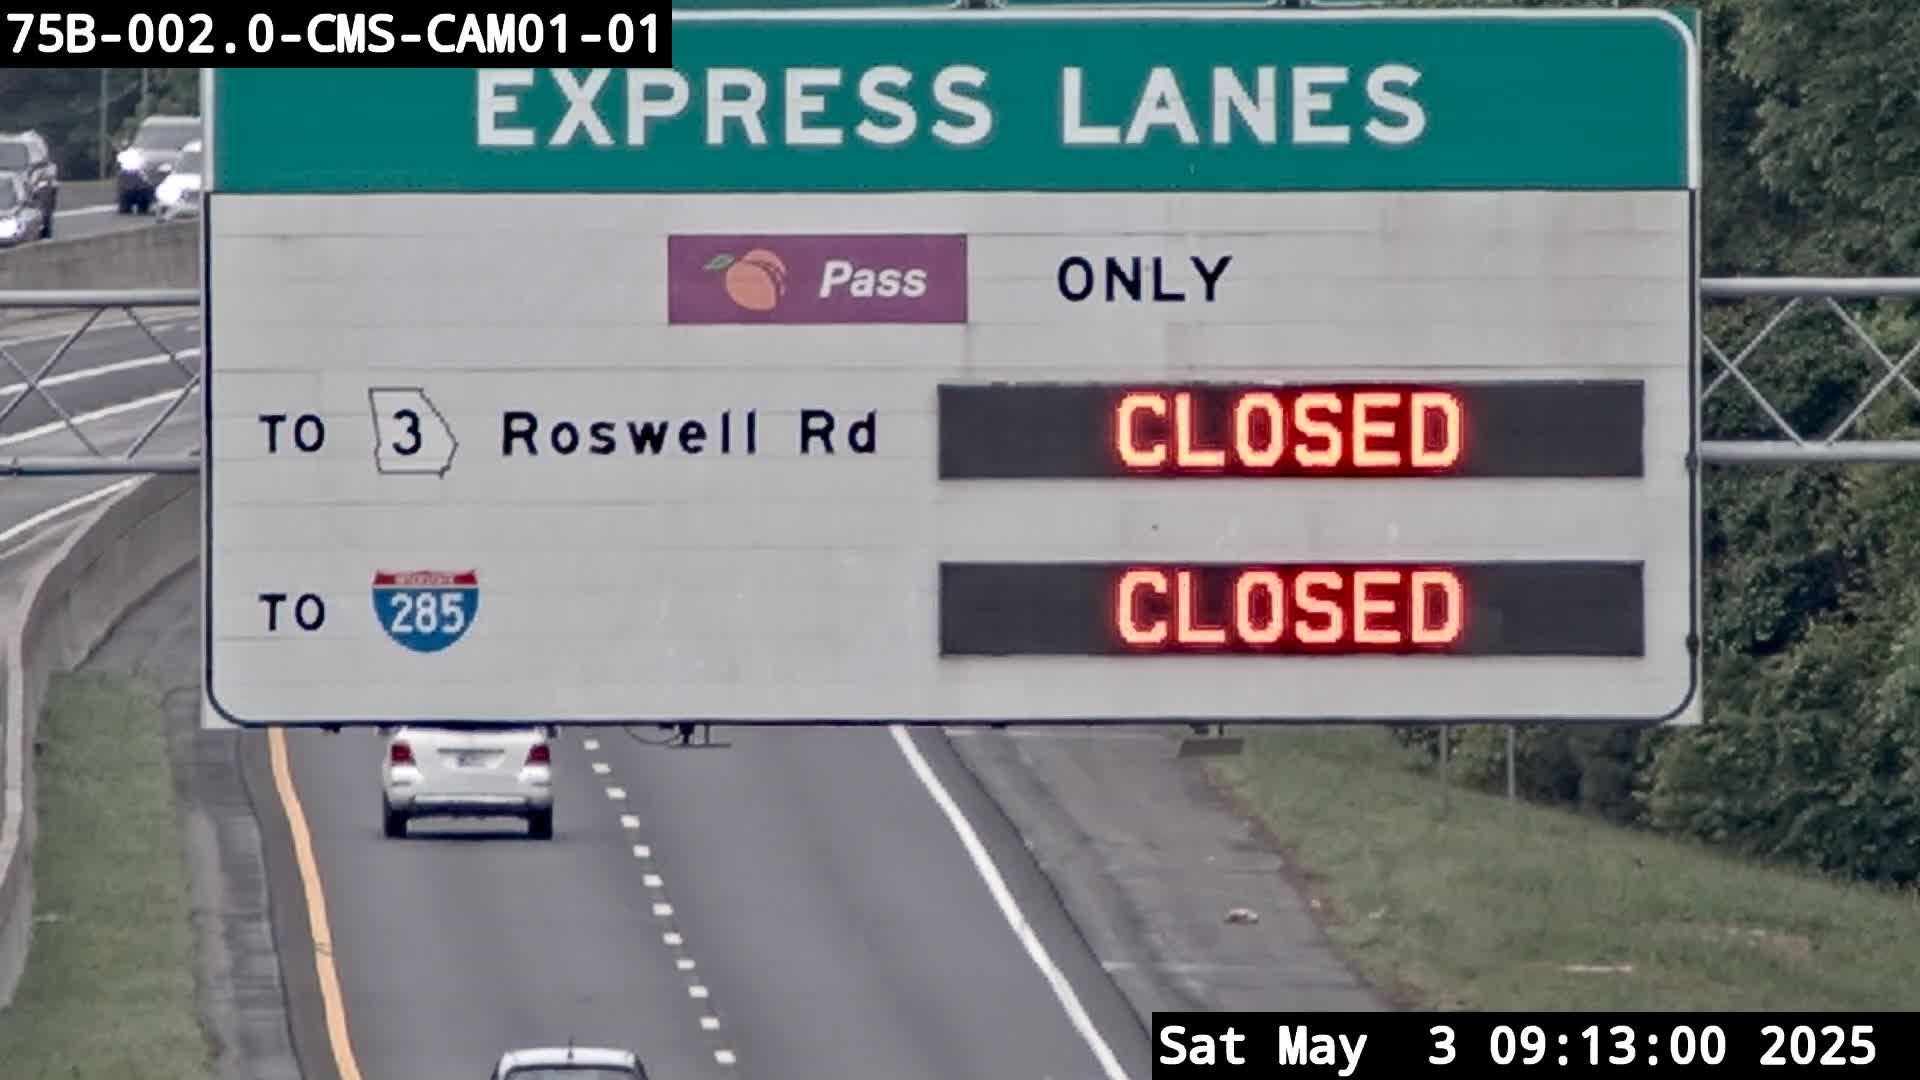 75B-002.0-CMS-CAM01-01
EXPRESS LANES
Pass ONLY
TO 3 Roswell Rd CLOSED
TO 285 CLOSED
Sat May 3 09:13:00 2025